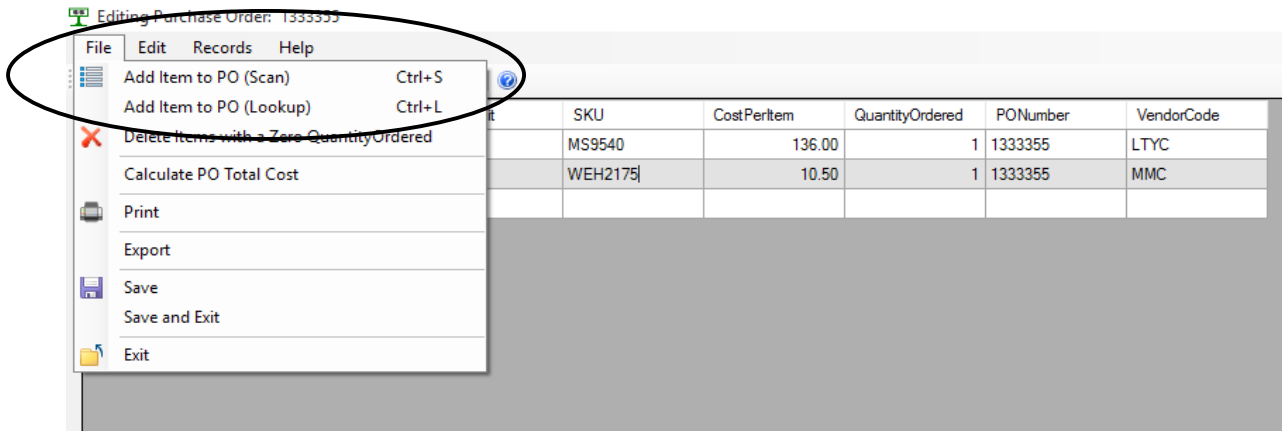 Editing Purchase Order: 1333355
File Edit Records Help
Add Item to PO (Scan) Ctrl+S
Add Item to PO (Lookup) Ctrl+L
it SKU CostPerItem QuantityOrdered PONumber VendorCode
Delete Items with a Zero QuantityOrdered
MS9540 136.00 1 1333355 LTYC
Calculate PO Total Cost
WEH2175 10.50 1 1333355 MMC
Print
Export
Save
Save and Exit
Exit